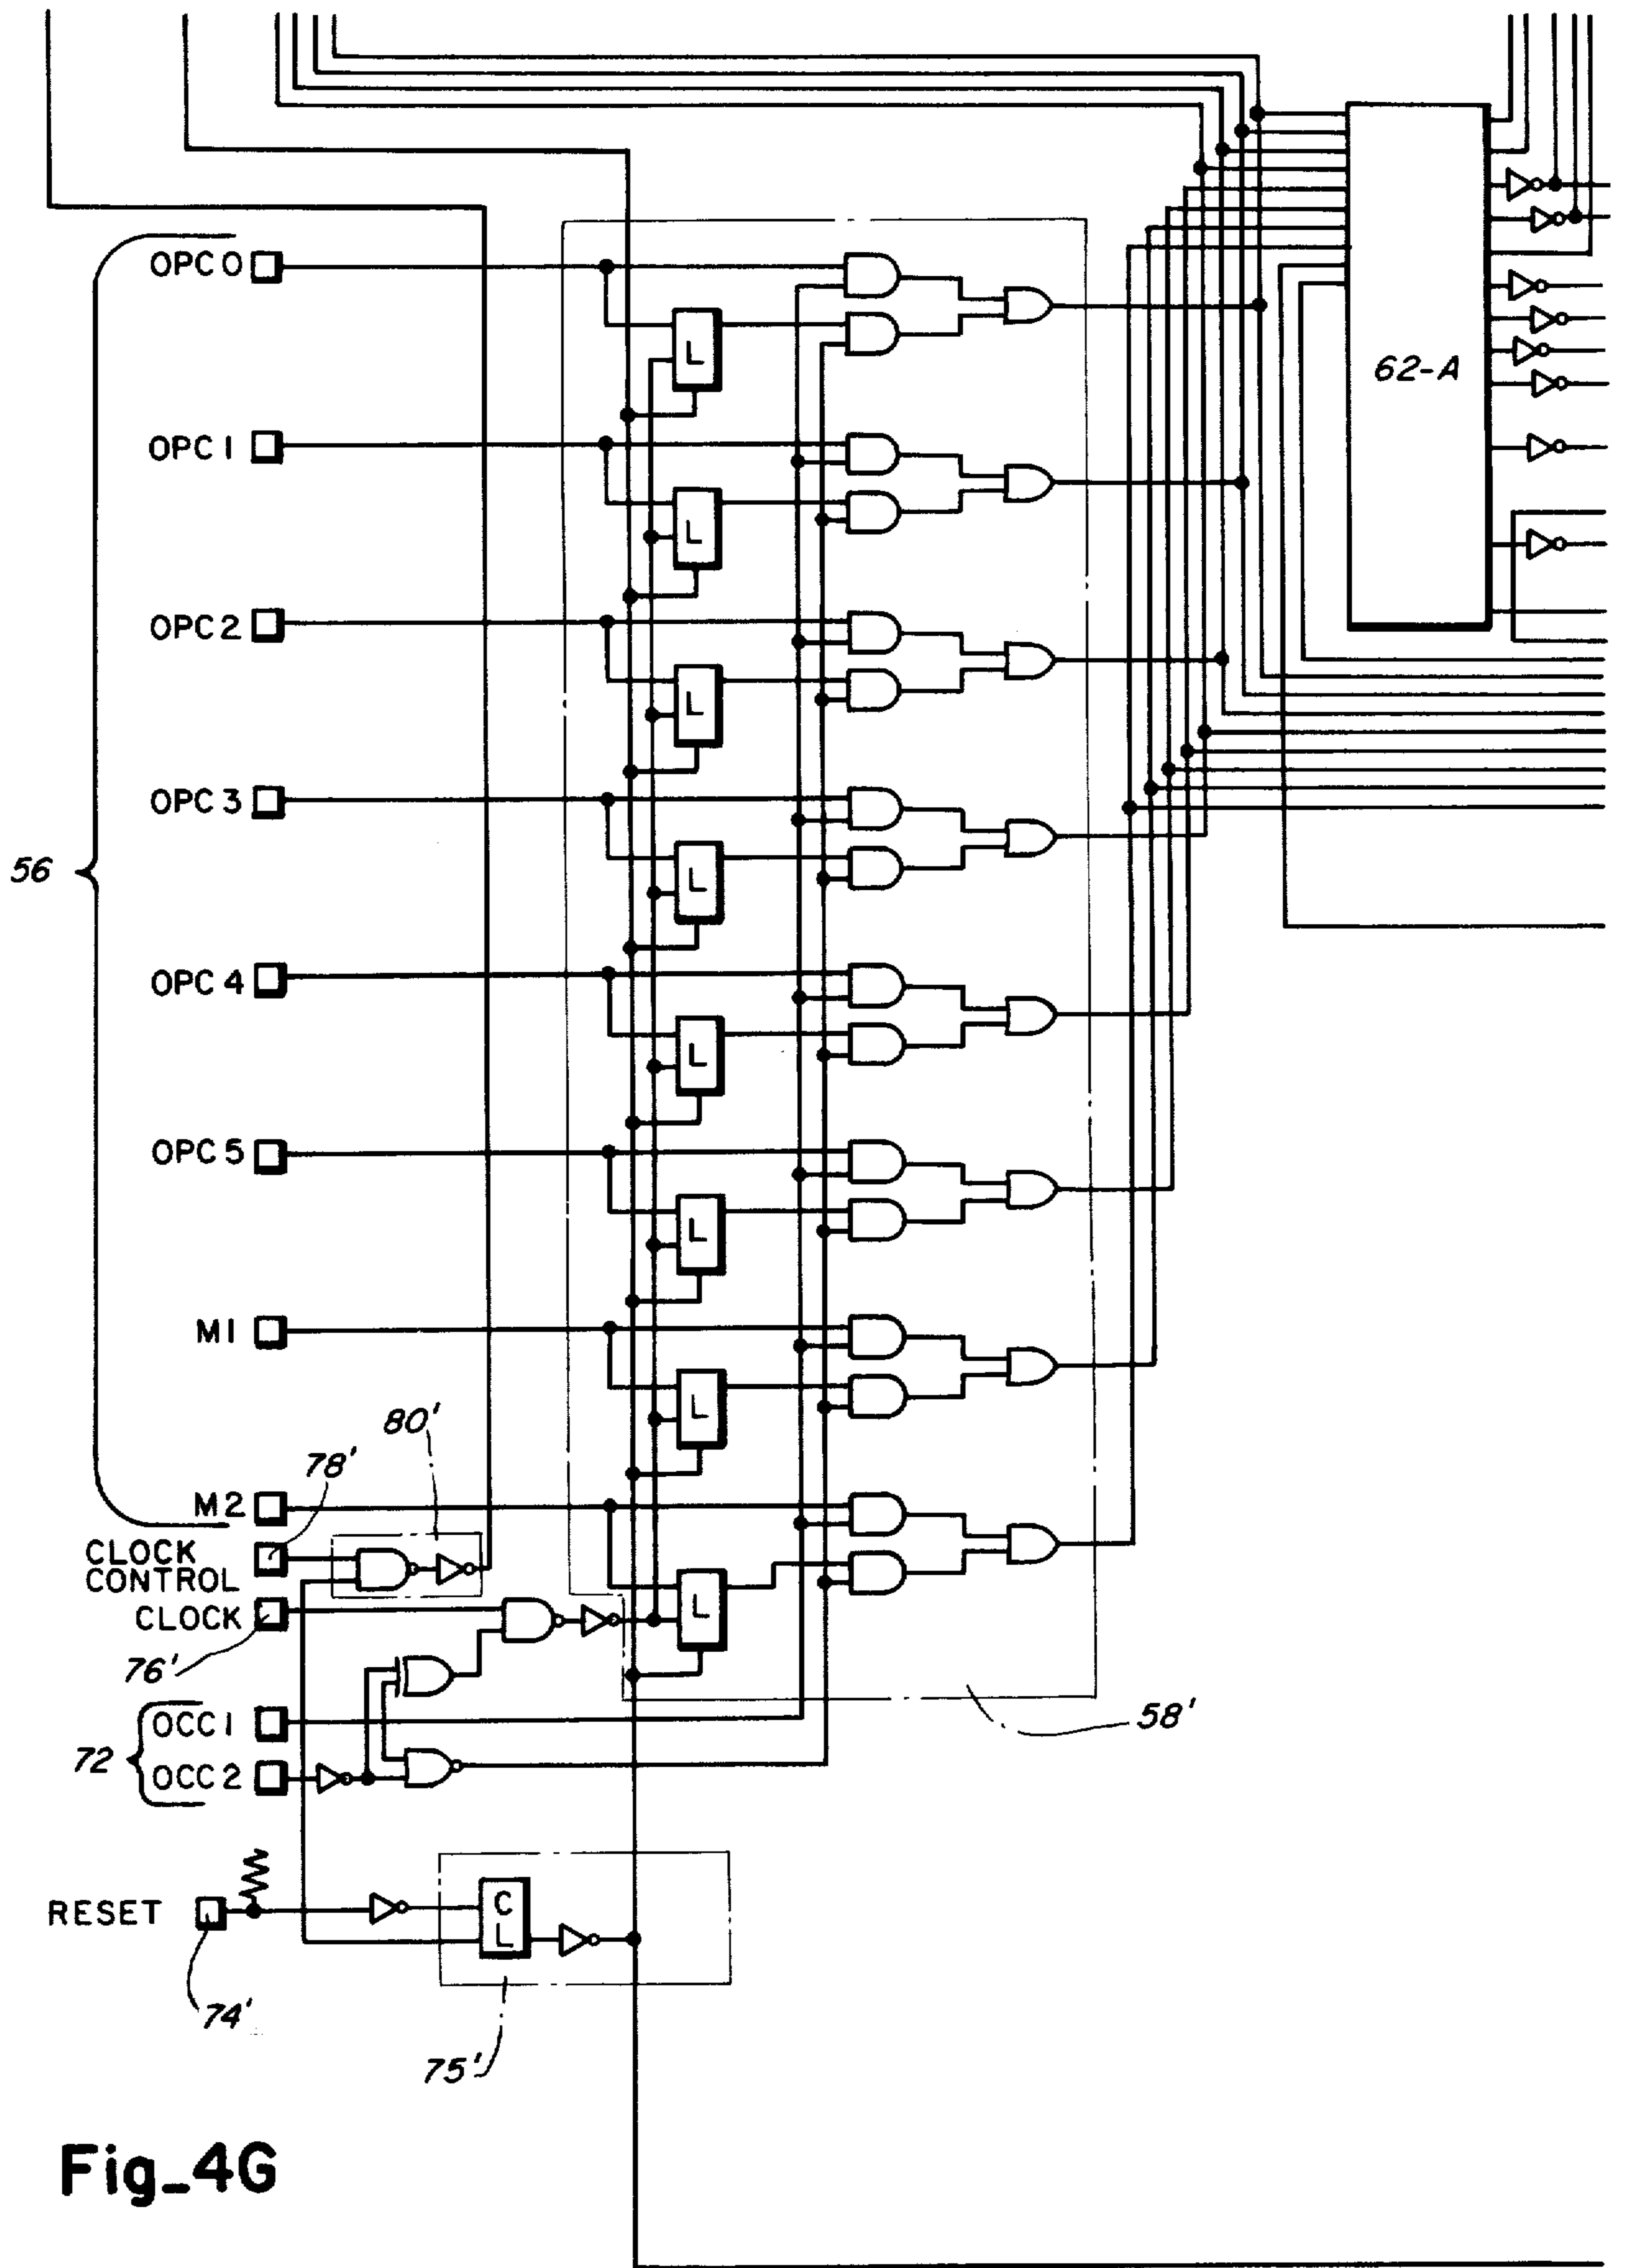 OPC 0
L
62-A
OPC 1
L
OPC 2
L
OPC 3
L
56
OPC 4
L
OPC 5
L
M1
L
80'
78'
M2
CLOCK
CONTROL
CLOCK
L
76'
OCC 1
58'
72
OCC 2
RESET
C
L
74'
75'
Fig_4G